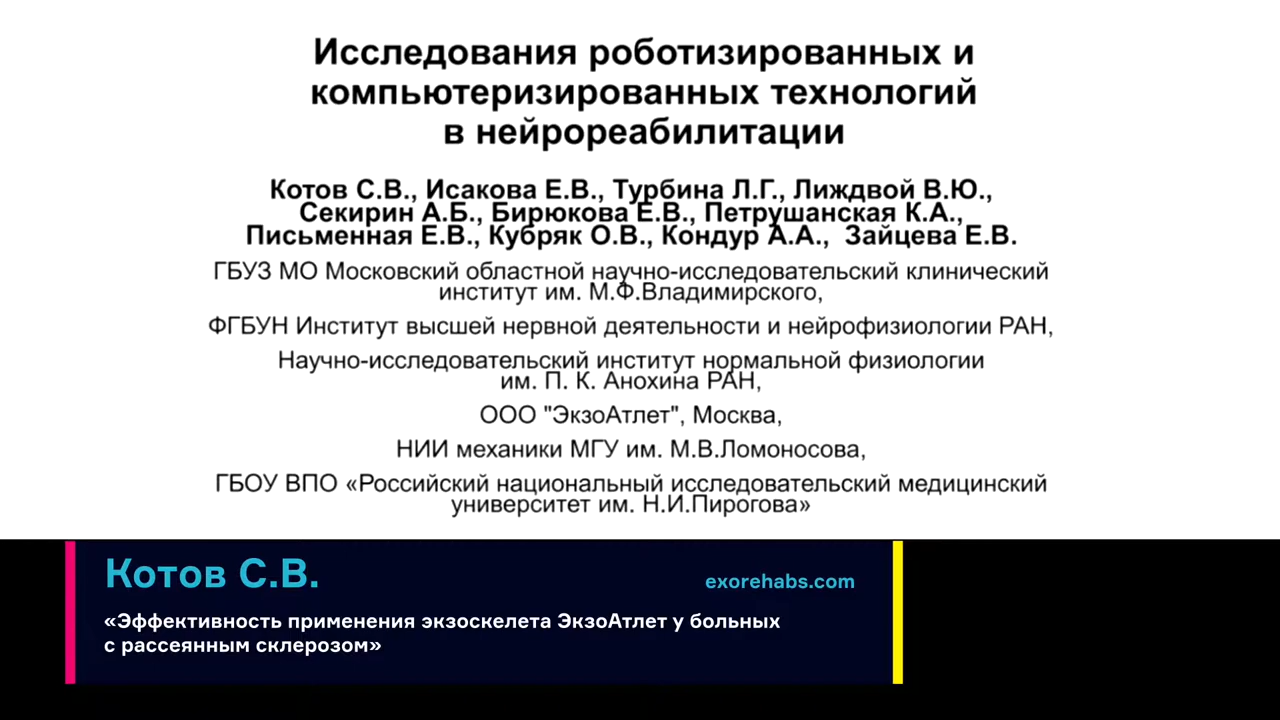 Исследования роботизированных и
компьютеризированных технологий
в нейрореабилитации
Котов С.В., Исакова Е.В., Турбина Л.Г., Лиждвой В.Ю.,
Секирин А.Б., Бирюкова Е.В., Петрушанская К.А.,
Письменная Е.В., Кубряк О.В., Кондур А.А., Зайцева Е.В.
ГБУЗ МО Московский областной научно-исследовательский клинический
институт им. М.Ф.Владимирского,
ФГБУН Институт высшей нервной деятельности и нейрофизиологии РАН,
Научно-исследовательский институт нормальной физиологии
им. П. К. Анохина РАН,
ООО "ЭкзоАтлет", Москва,
НИИ механики МГУ им. М.В.Ломоносова,
ГБОУ ВПО «Российский национальный исследовательский медицинский
университет им. Н.И.Пирогова»
Котов С.В.
exorehabs.com
«Эффективность применения экзоскелета ЭкзоАтлет у больных
с рассеянным склерозом»